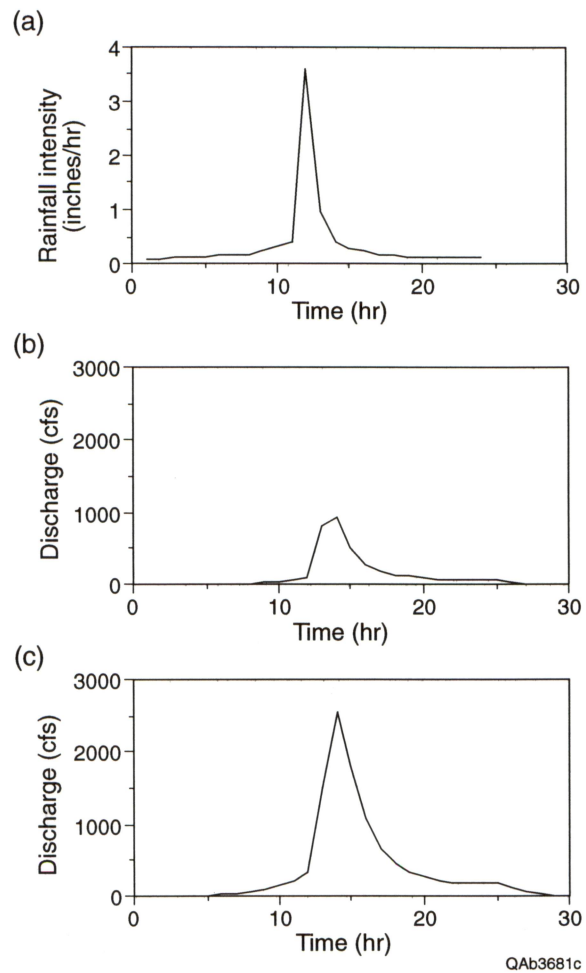 (a)
Rainfall intensity
(inches/hr)
4
3
2
1
0
0 10 20 30
Time (hr)
(b)
Discharge (cfs)
3000
2000
1000
0
0 10 20 30
Time (hr)
(c)
Discharge (cfs)
3000
2000
1000
0
0 10 20 30
Time (hr)
QAb3681c